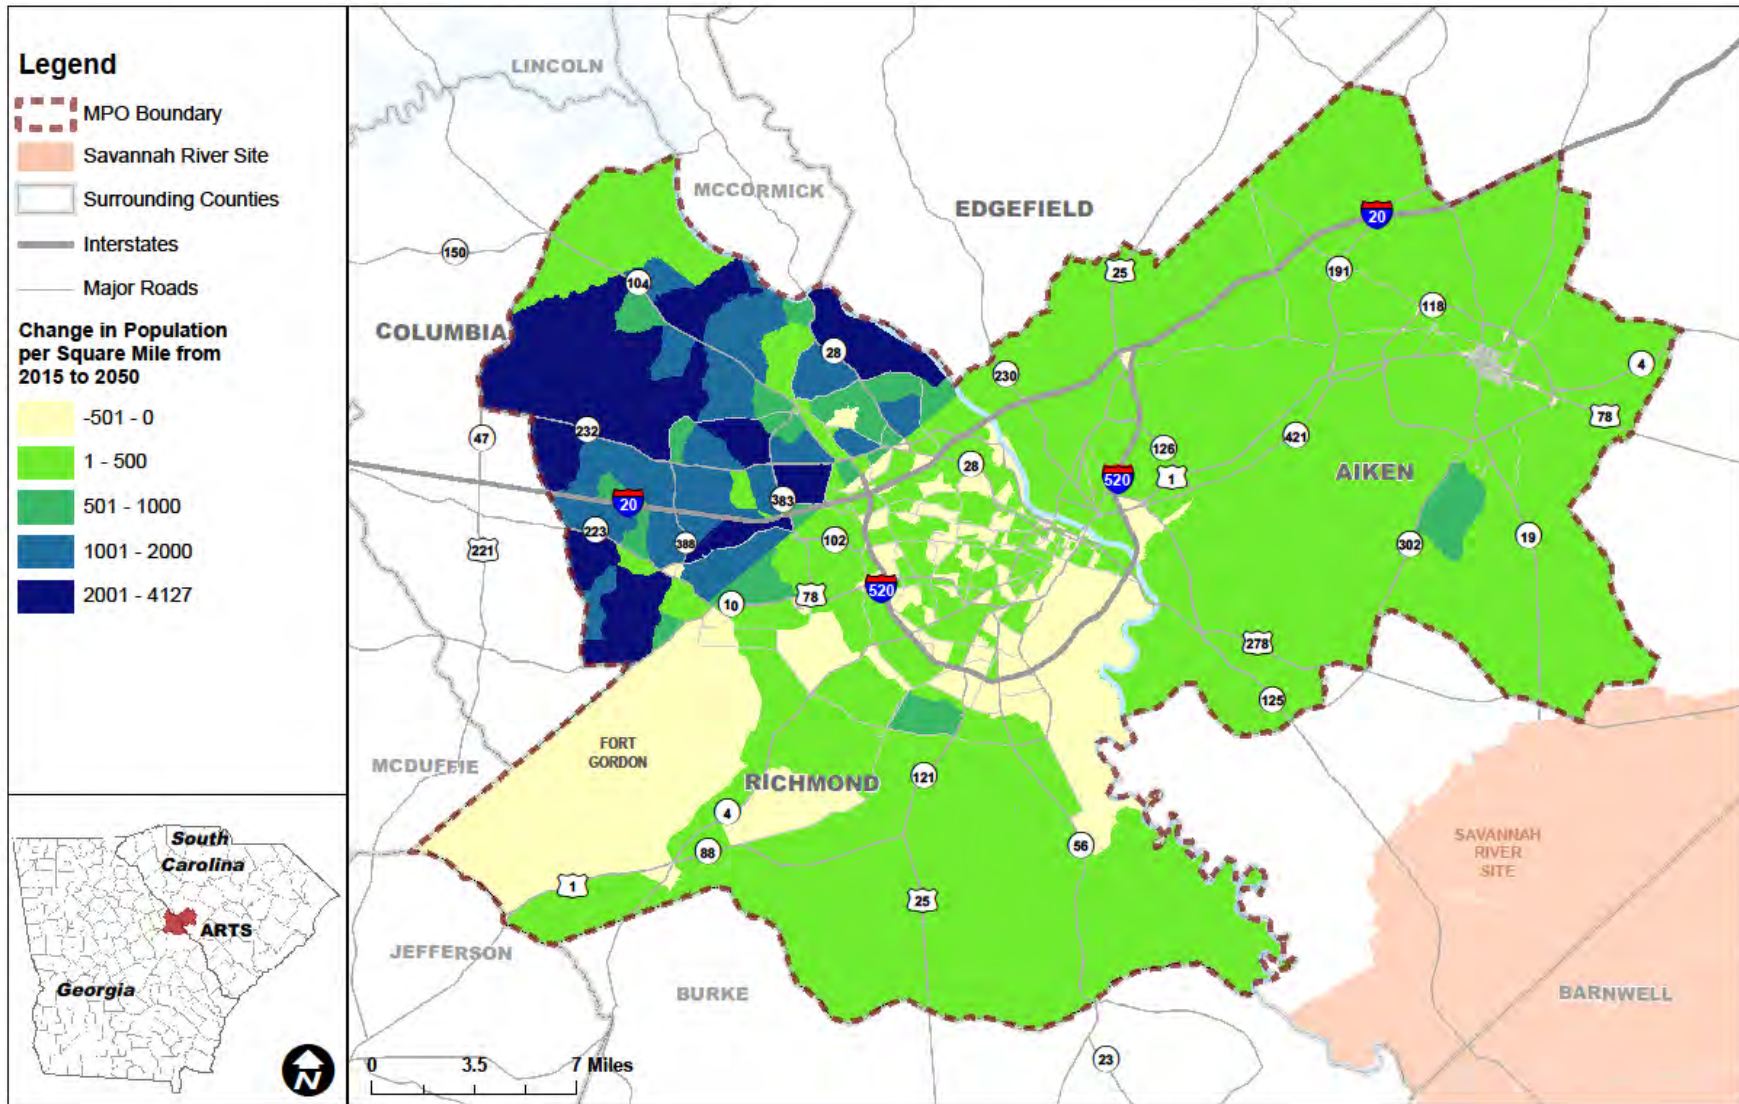 Legend
MPO Boundary
Savannah River Site
Surrounding Counties
Interstates
Major Roads
Change in Population
per Square Mile from
2015 to 2050
-501 - 0
1 - 500
501 - 1000
1001 - 2000
2001 - 4127
South
Carolina
ARTS
Georgia
N
LINCOLN
MCCORMICK
EDGEFIELD
20
150
25
104
191
118
COLUMBIA
28
230
4
78
232
47
126
421
28
AIKEN
520
1
383
20
223
102
388
221
302
19
520
78
10
278
125
FORT
GORDON
MCDUFFIE
RICHMOND
121
4
88
56
SAVANNAH
RIVER
SITE
1
25
JEFFERSON
BURKE
BARNWELL
23
0 3.5 7 Miles